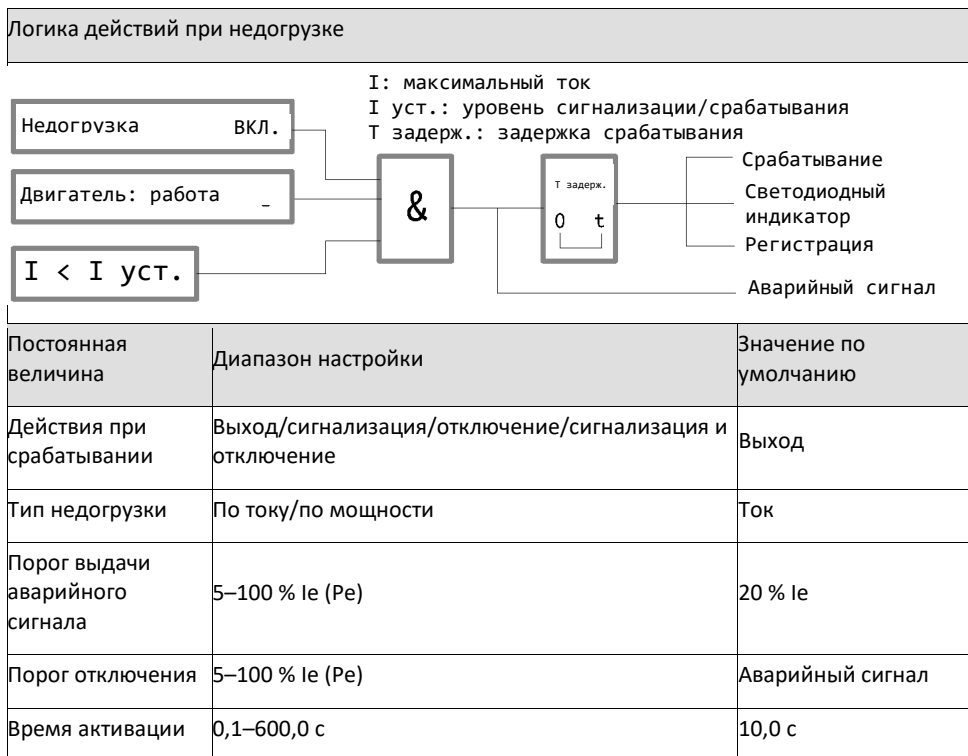 Логика действий при недогрузке
I: максимальный ток
I уст.: уровень сигнализации/срабатывания
T задерж.: задержка срабатывания
Недогрузка ВКЛ.
Двигатель: работа _
I < I уст.
&
T задерж.
0 t
Срабатывание
Светодиодный
индикатор
Регистрация
Аварийный сигнал
Постоянная
величина
Диапазон настройки
Значение по
умолчанию
Действия при
срабатывании
Выход/сигнализация/отключение/сигнализация и
отключение
Выход
Тип недогрузки
По току/по мощности
Ток
Порог выдачи
аварийного
сигнала
5–100 % Ie (Pe)
20 % Ie
Порог отключения
5–100 % Ie (Pe)
Аварийный сигнал
Время активации
0,1–600,0 с
10,0 с